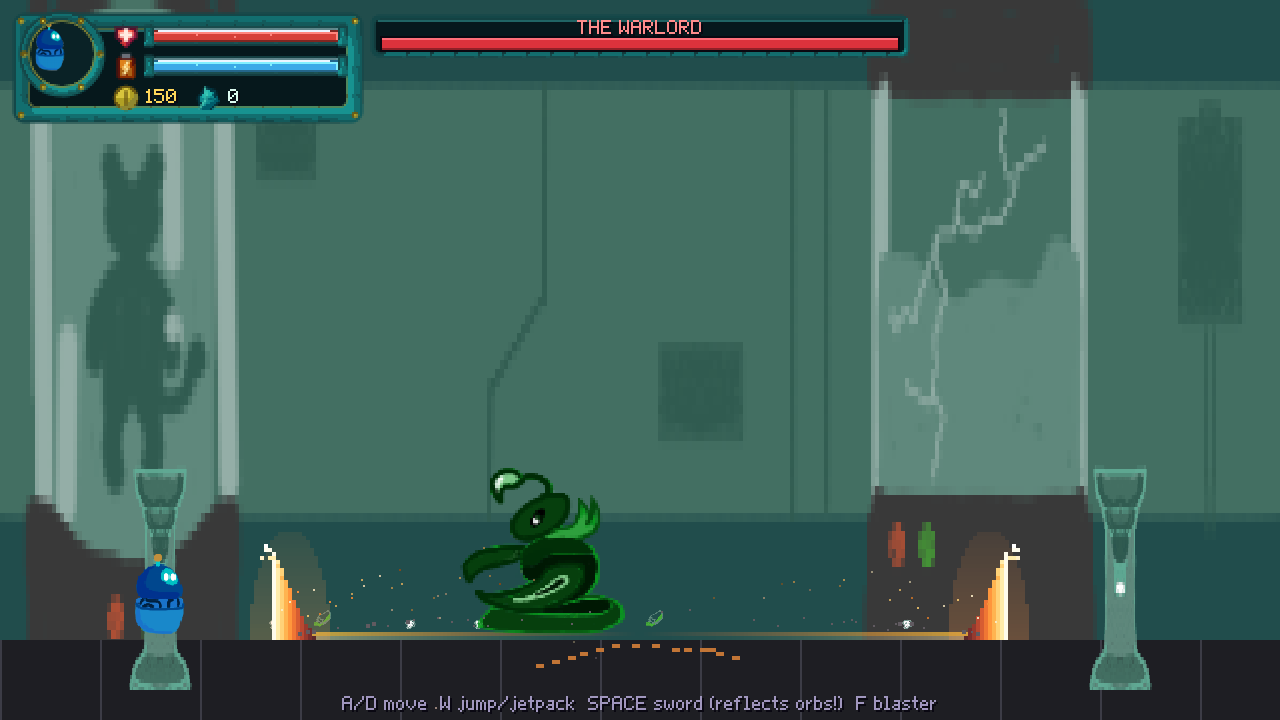 THE WARLORD
150 0
A/D move .W jump/jetpack SPACE sword (reflects orbs!) F blaster